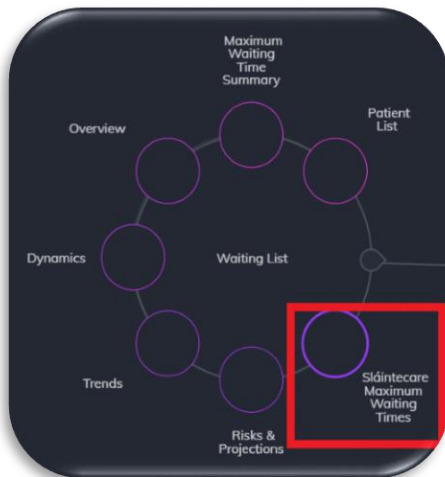 Maximum
Waiting
Time
Summary
Patient
List
Overview
Dynamics
Waiting List
Trends
Sláintecare
Maximum
Waiting
Times
Risks &
Projections